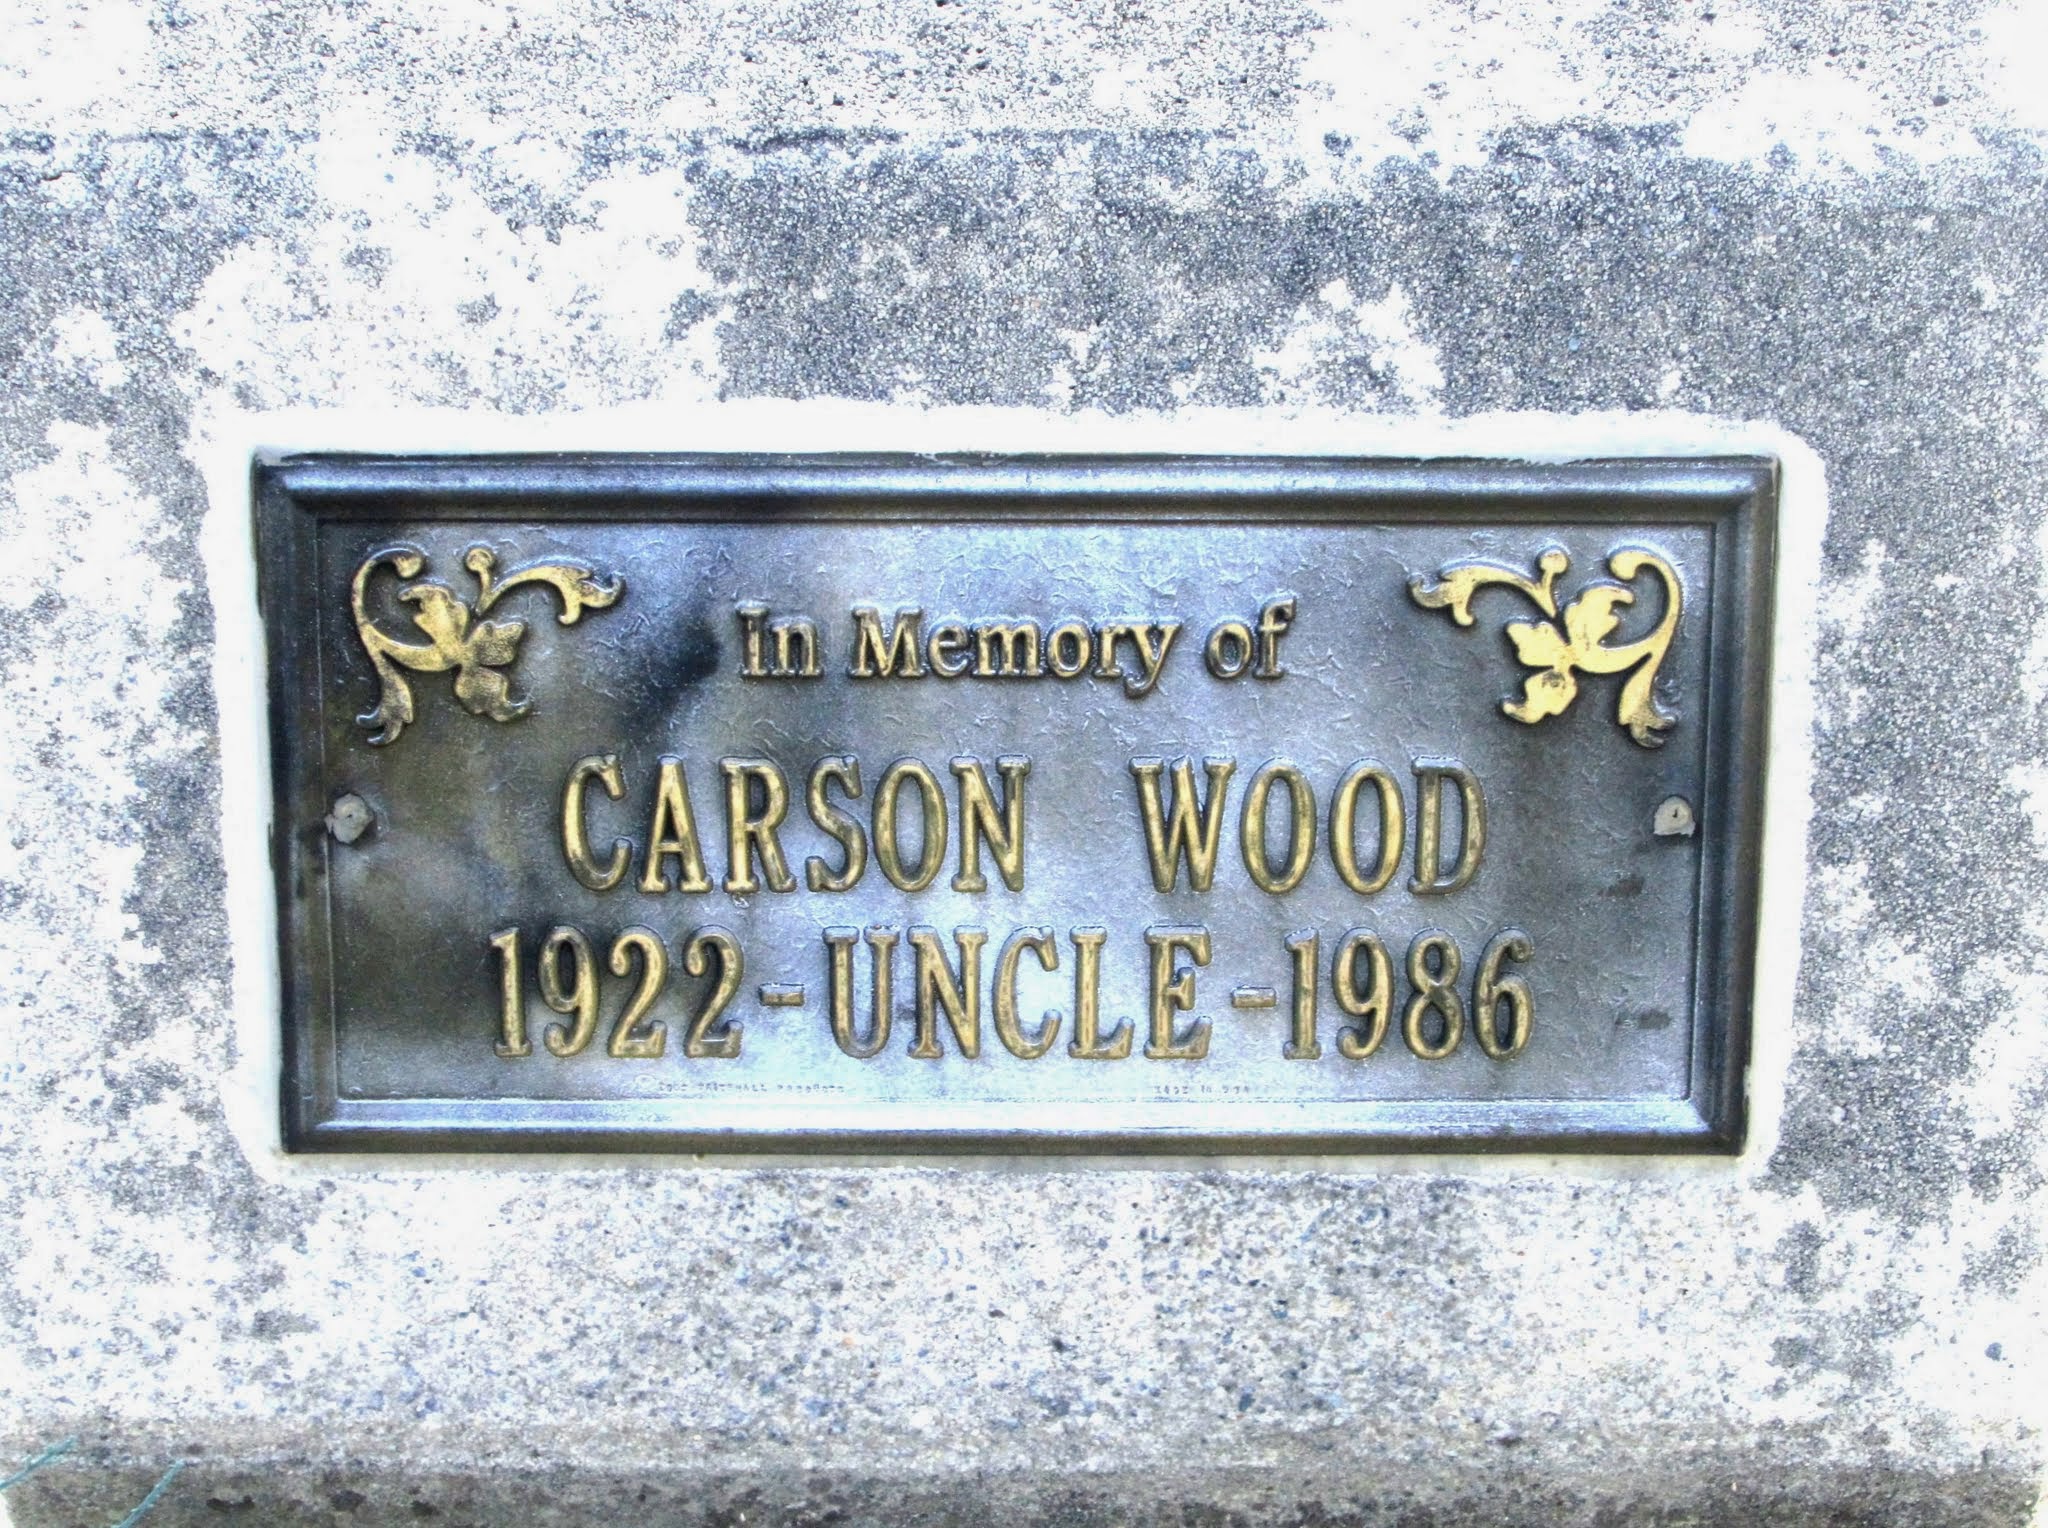 In Memory of
CARSON WOOD
1922-UNCLE-1986